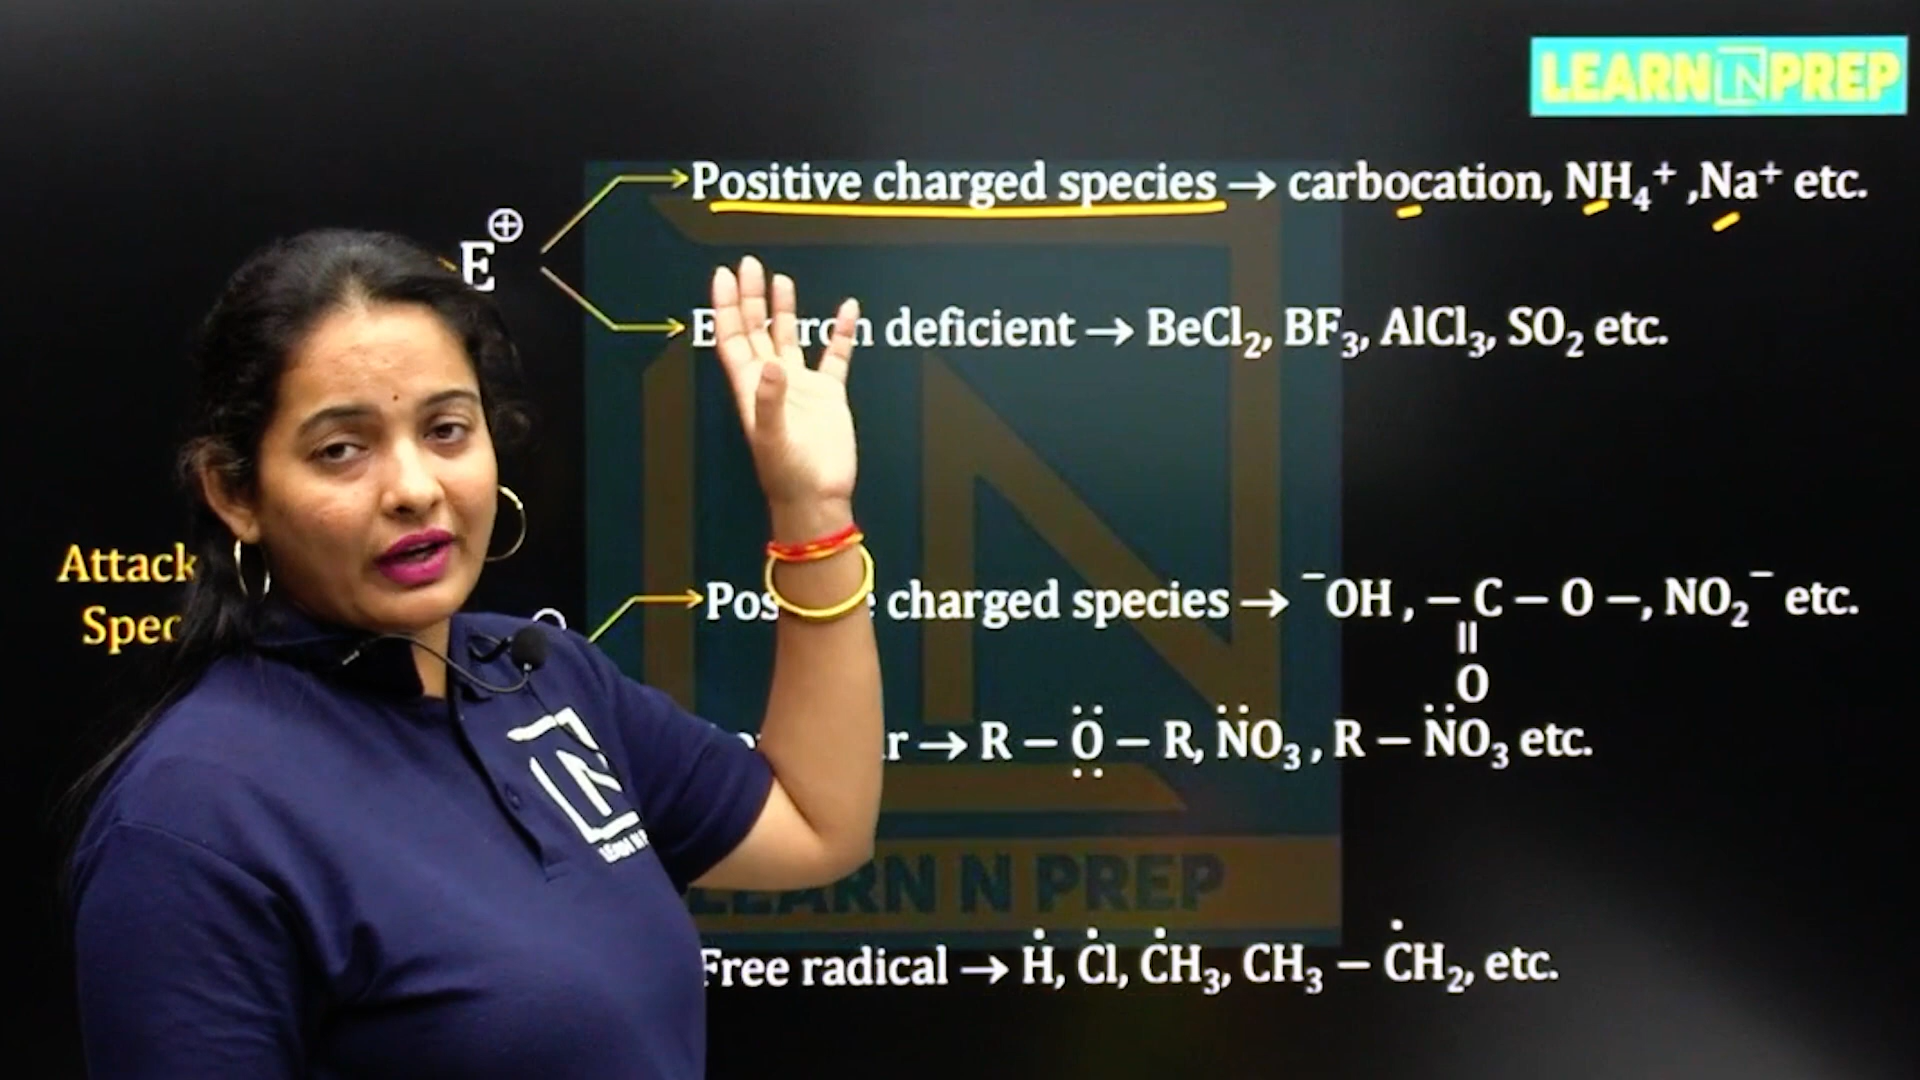 LEARN N PREP
Positive charged species → carbocation, NH₄⁺ ,Na⁺ etc.
E⊕
deficient → BeCl₂, BF₃, AlCl₃, SO₂ etc.
Attack
Spec
charged species → ⁻OH , – C – O –, NO₂⁻ etc.
||
O
→ R – Ö – R, N̈O₃ , R – N̈O₃ etc.
LEARN N PREP
Free radical → Ḣ, Ċl, ĊH₃, CH₃ – ĊH₂, etc.